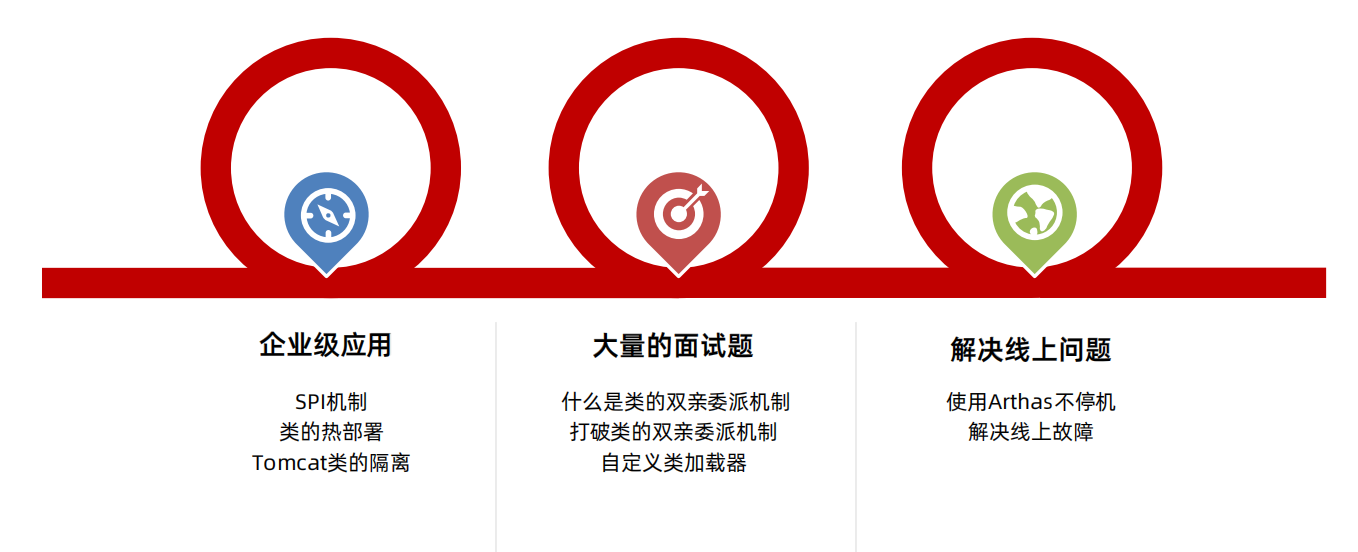 企业级应用
SPI机制
类的热部署
Tomcat类的隔离
大量的面试题
什么是类的双亲委派机制
打破类的双亲委派机制
自定义类加载器
解决线上问题
使用Arthas不停机
解决线上故障